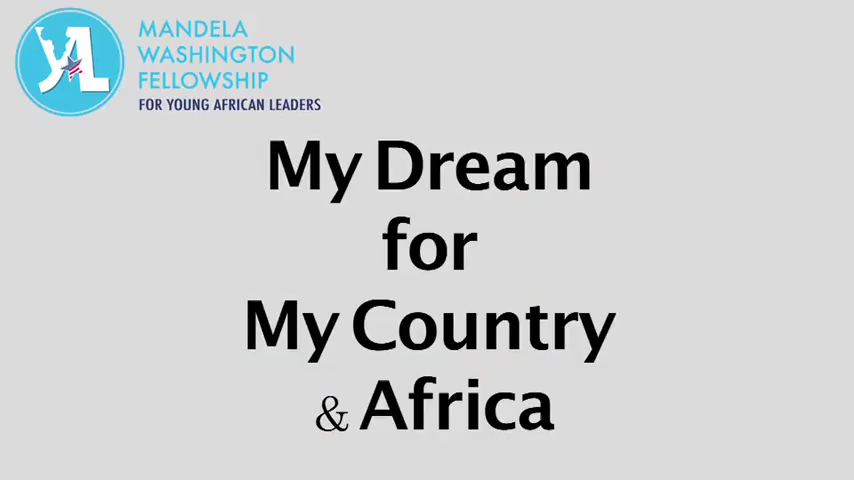 MANDELA
WASHINGTON
FELLOWSHIP
FOR YOUNG AFRICAN LEADERS
My Dream
for
My Country
& Africa